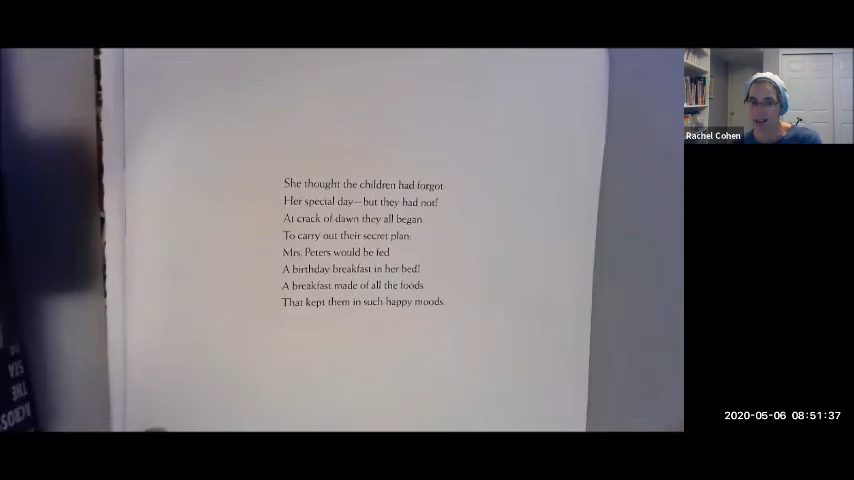 She thought the children had forgot
Her special day—but they had not!
At crack of dawn they all began
To carry out their secret plan:
Mrs. Peters would be fed
A birthday breakfast in her bed!
A breakfast made of all the foods
That kept them in such happy moods.
Rachel Cohen
2020-05-06 08:51:37
ACROSS
THE
SEA